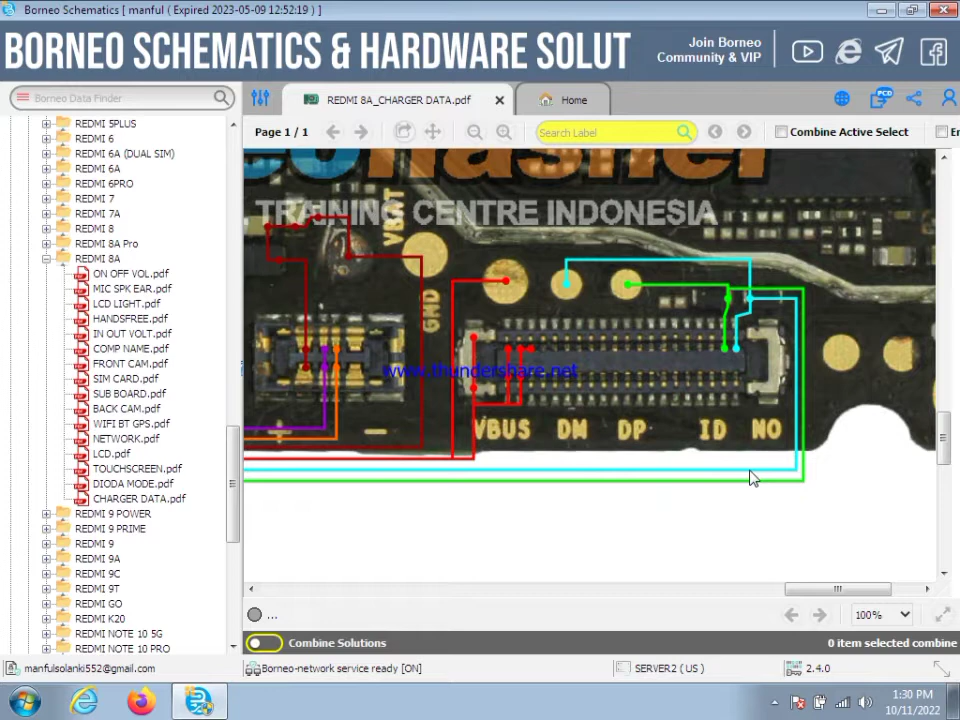 Borneo Schematics [ manful ( Expired 2023-05-09 12:52:19 ) ]
BORNEO SCHEMATICS & HARDWARE SOLUT
Join Borneo
Community & VIP
Borneo Data Finder
REDMI 8A_CHARGER DATA.pdf
Home
Page 1 / 1
Search Label
Combine Active Select
REDMI 5PLUS
REDMI 6
REDMI 6A (DUAL SIM)
REDMI 6A
REDMI 6PRO
REDMI 7
REDMI 7A
REDMI 8
REDMI 8A Pro
REDMI 8A
ON OFF VOL.pdf
MIC SPK EAR.pdf
LCD LIGHT.pdf
HANDSFREE.pdf
IN OUT VOLT.pdf
COMP NAME.pdf
FRONT CAM.pdf
SIM CARD.pdf
SUB BOARD.pdf
BACK CAM.pdf
WIFI BT GPS.pdf
NETWORK.pdf
LCD.pdf
TOUCHSCREEN.pdf
DIODA MODE.pdf
CHARGER DATA.pdf
REDMI 9 POWER
REDMI 9 PRIME
REDMI 9
REDMI 9A
REDMI 9C
REDMI 9T
REDMI GO
REDMI K20
REDMI NOTE 10 5G
REDMI NOTE 10 PRO
TRAINING CENTRE INDONESIA
VBAT
GND
www.thundershare.net
+ −
VBUS DM DP ID NO
...
100%
Combine Solutions
0 item selected combine
manfulsolanki552@gmail.com
Borneo-network service ready [ON]
SERVER2 ( US )
2.4.0
1:30 PM
10/11/2022